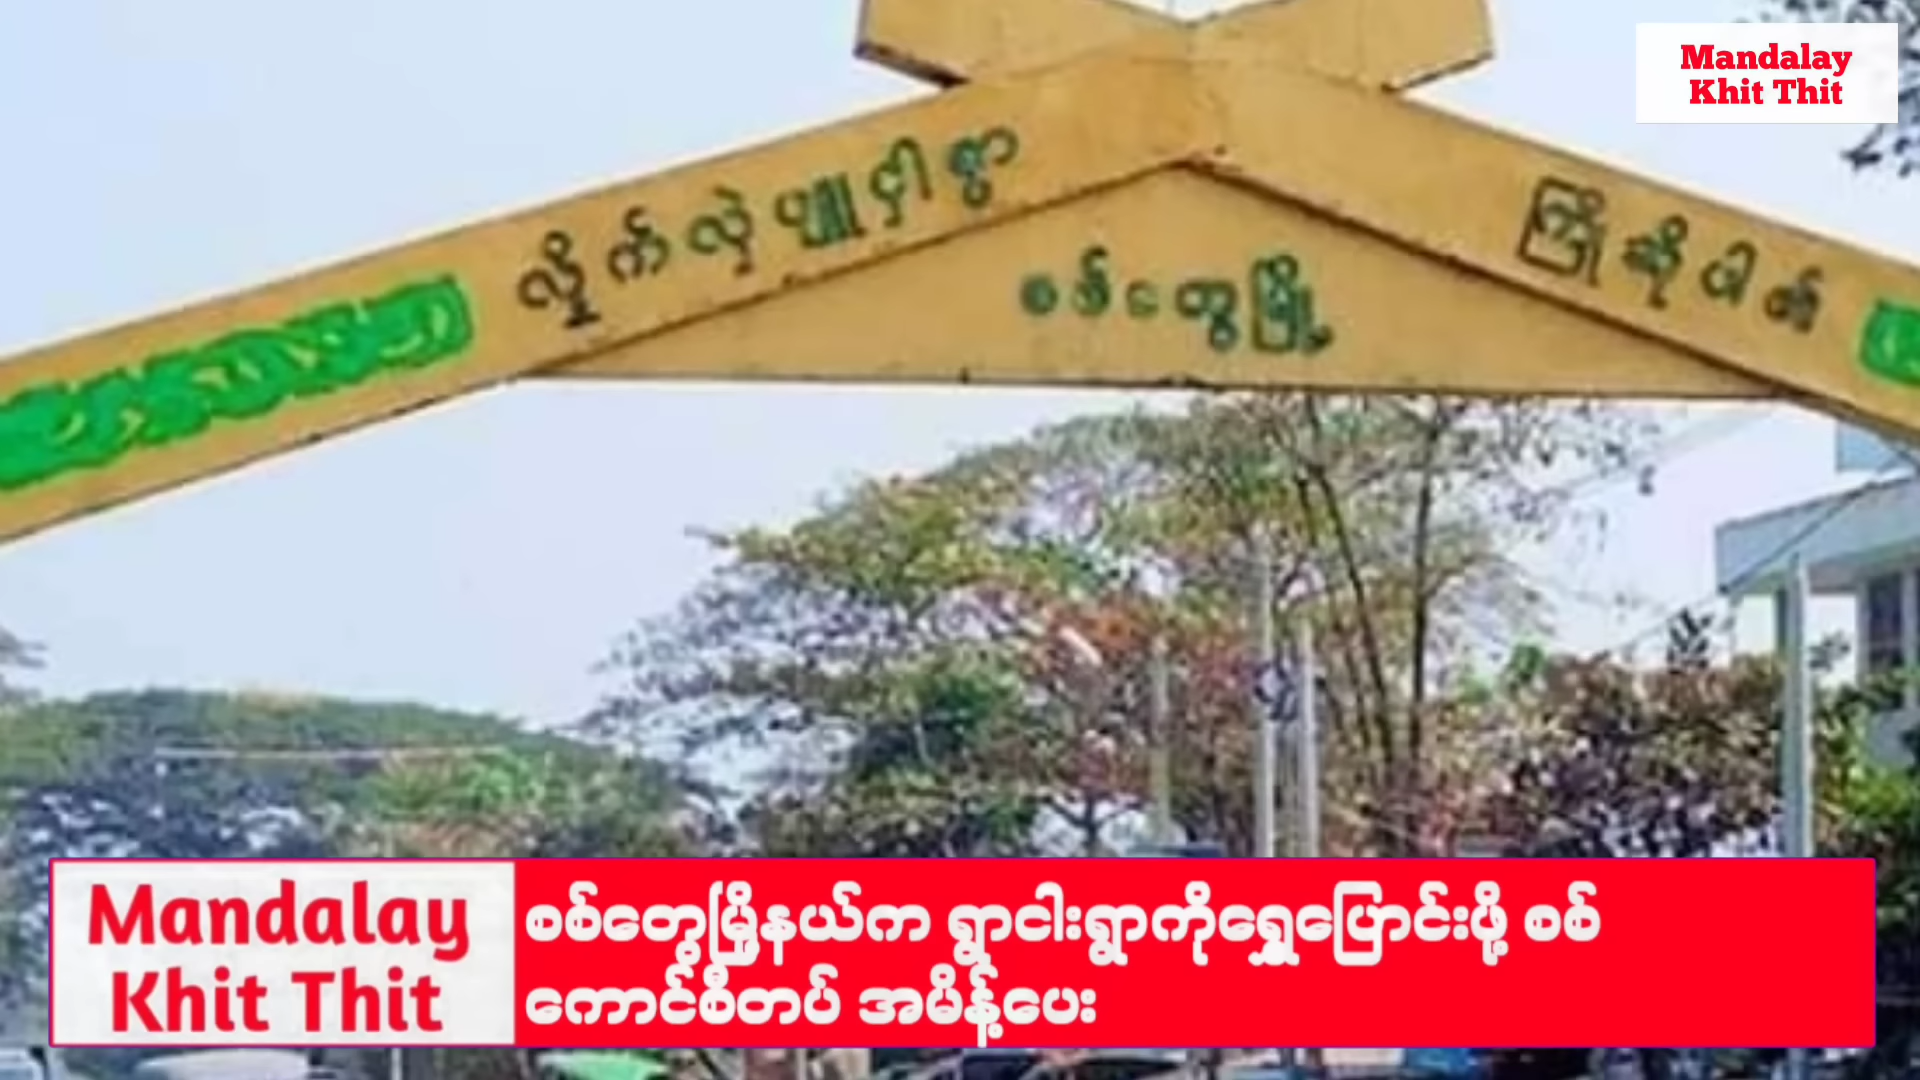 Mandalay
Khit Thit
လှိုက်လှဲပျူငှါစွာ
ကြိုဆိုပါ၏
စစ်တွေမြို့
Mandalay
Khit Thit
စစ်တွေမြို့နယ်က ရွာငါးရွာကိုရွှေ့ပြောင်းဖို့ စစ်
ကောင်စီတပ် အမိန့်ပေး